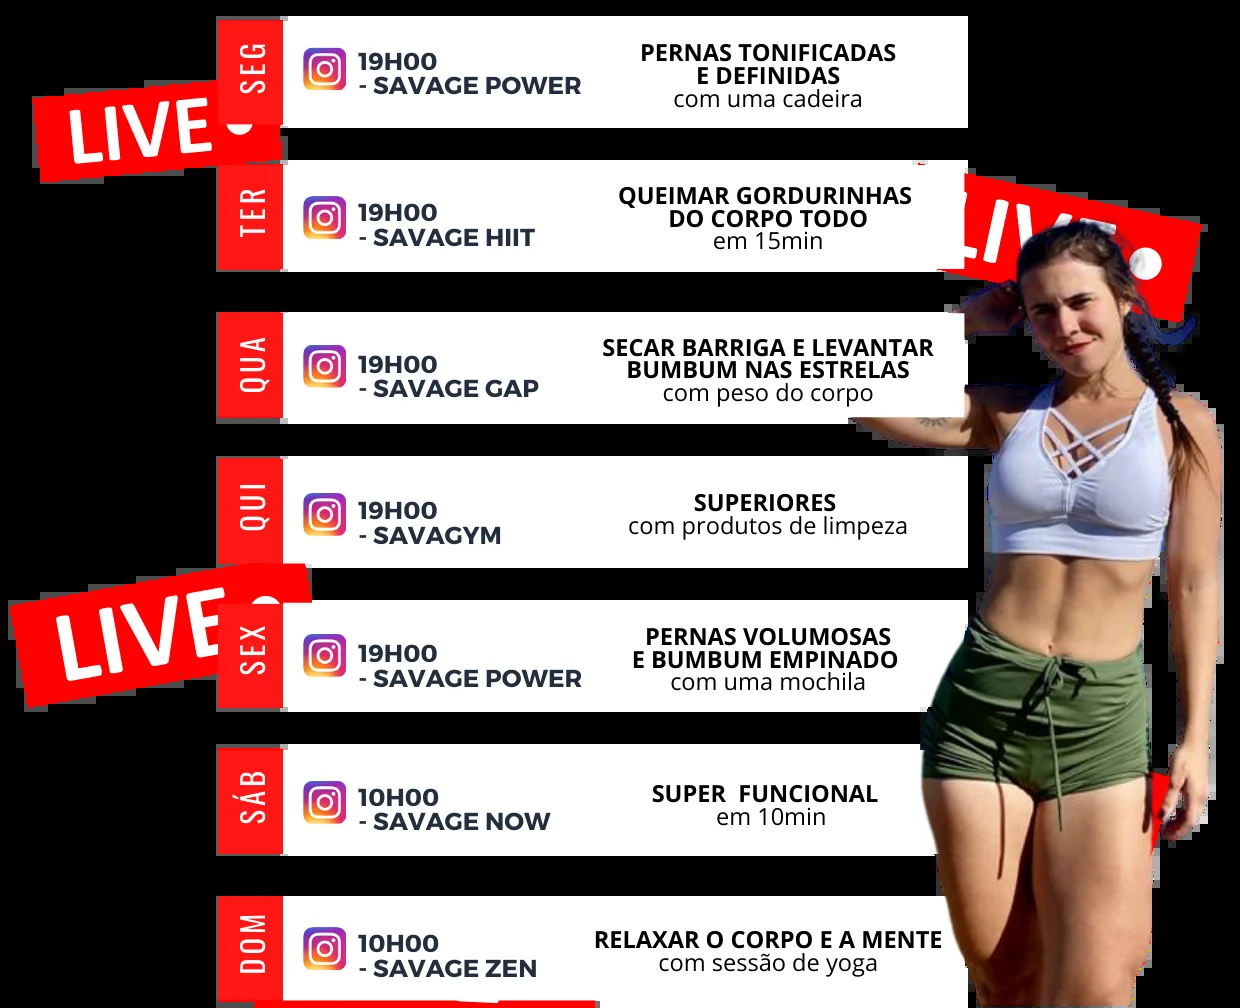 SEG
19H00
- SAVAGE POWER
PERNAS TONIFICADAS
E DEFINIDAS
com uma cadeira
LIVE
TER
19H00
- SAVAGE HIIT
QUEIMAR GORDURINHAS
DO CORPO TODO
em 15min
LIVE
QUA
19H00
- SAVAGE GAP
SECAR BARRIGA E LEVANTAR
BUMBUM NAS ESTRELAS
com peso do corpo
QUI
19H00
- SAVAGYM
SUPERIORES
com produtos de limpeza
LIVE
SEX
19H00
- SAVAGE POWER
PERNAS VOLUMOSAS
E BUMBUM EMPINADO
com uma mochila
SÁB
10H00
- SAVAGE NOW
SUPER  FUNCIONAL
em 10min
DOM
10H00
- SAVAGE ZEN
RELAXAR O CORPO E A MENTE
com sessão de yoga